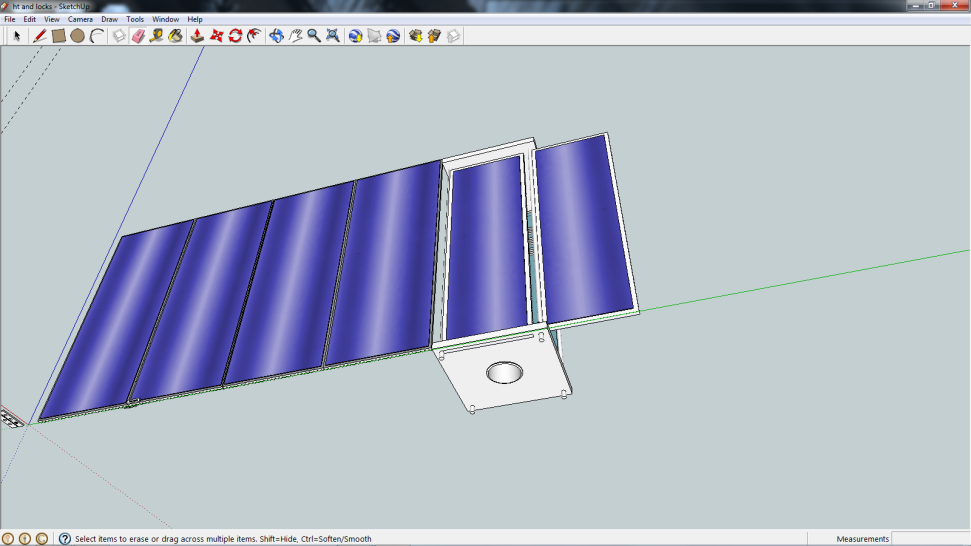 ht and locks - SketchUp
File Edit View Camera Draw Tools Window Help
Select items to erase or drag across multiple items. Shift=Hide, Ctrl=Soften/Smooth
Measurements